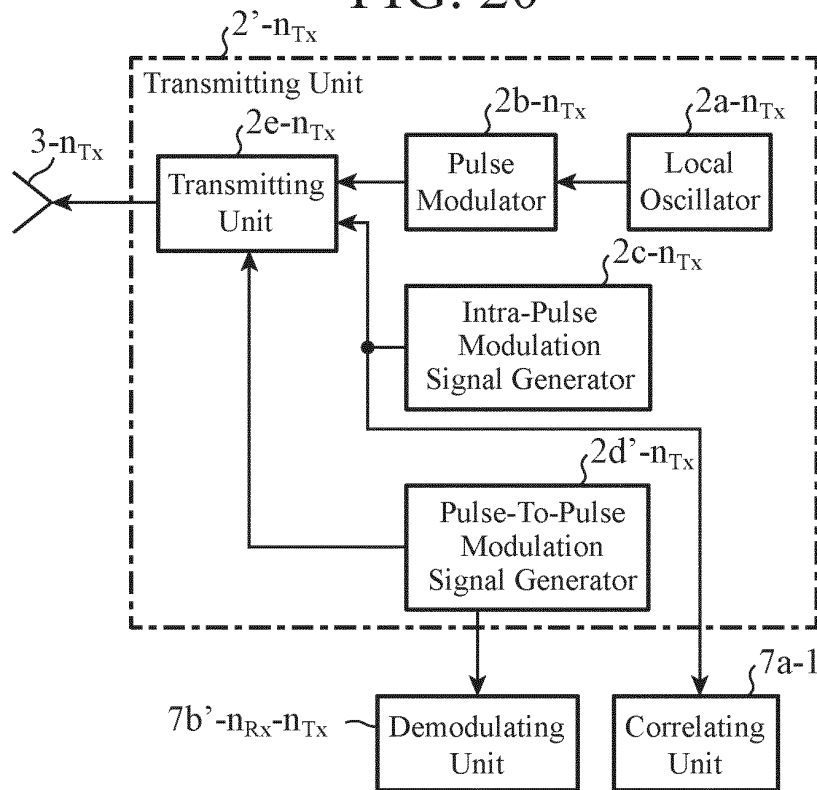 FIG. 20
2’-nTx
Transmitting Unit
2e-nTx
2b-nTx
2a-nTx
3-nTx
Transmitting
Unit
Pulse
Modulator
Local
Oscillator
2c-nTx
Intra-Pulse
Modulation
Signal Generator
2d’-nTx
Pulse-To-Pulse
Modulation
Signal Generator
7a-1
7b’-nRx-nTx
Demodulating
Unit
Correlating
Unit